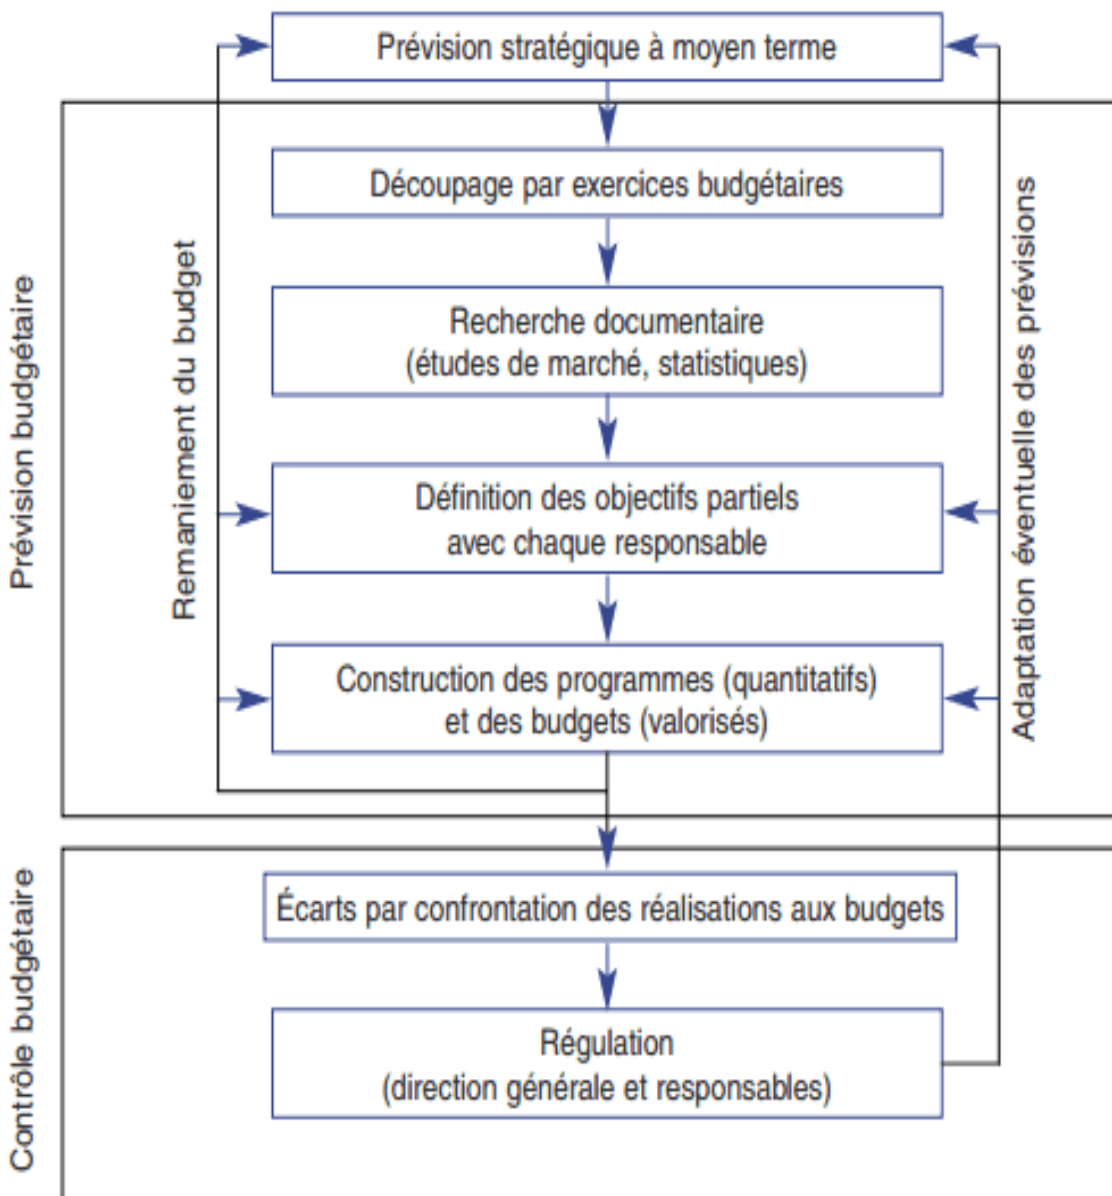 Prévision stratégique à moyen terme
Découpage par exercices budgétaires
Recherche documentaire
(études de marché, statistiques)
Définition des objectifs partiels
avec chaque responsable
Construction des programmes (quantitatifs)
et des budgets (valorisés)
Écarts par confrontation des réalisations aux budgets
Régulation
(direction générale et responsables)
Prévision budgétaire
Remaniement du budget
Adaptation éventuelle des prévisions
Contrôle budgétaire